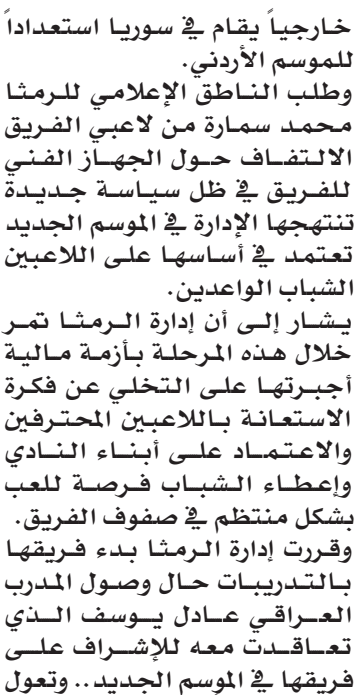 خارجياً يقام في سوريا استعداداً
للموسم الأردني.
وطلب الناطق الإعلامي للرمثا
محمد سمارة من لاعبي الفريق
الالتفاف حول الجهاز الفني
للفريق في ظل سياسة جديدة
تنتهجها الإدارة في الموسم الجديد
تعتمد في أساسها على اللاعبين
الشباب الواعدين.
يشار إلى أن إدارة الرمثا تمر
خلال هذه المرحلة بأزمة مالية
أجبرتها على التخلي عن فكرة
الاستعانة باللاعبين المحترفين
والاعتماد على أبناء النادي
وإعطاء الشباب فرصة للعب
بشكل منتظم في صفوف الفريق.
وقررت إدارة الرمثا بدء فريقها
بالتدريبات حال وصول المدرب
العراقي عادل يوسف الذي
تعاقدت معه للإشراف على
فريقها في الموسم الجديد.. وتعول